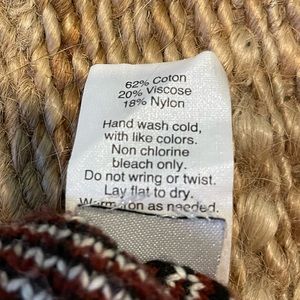 62% Coton
20% Viscose
18% Nylon
Hand wash cold,
with like colors.
Non chlorine
bleach only.
Do not wring or twist.
Lay flat to dry.
Warm iron as needed.